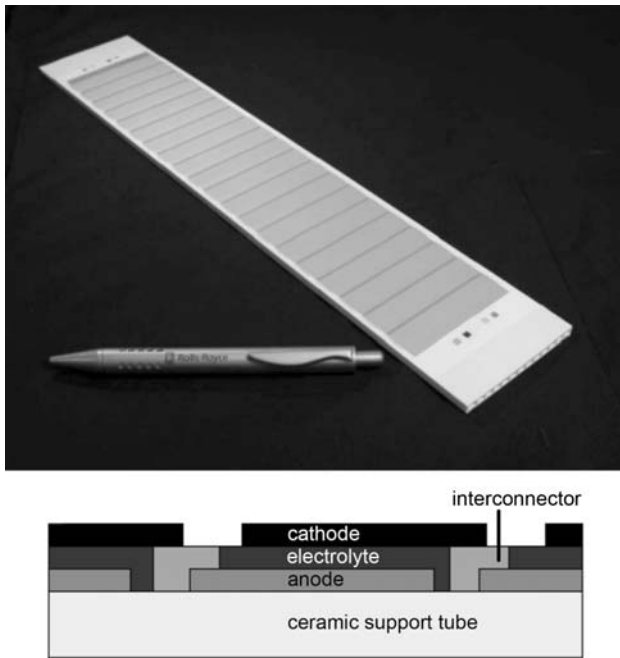 Rolls-Royce
interconnector
cathode
electrolyte
anode
ceramic support tube